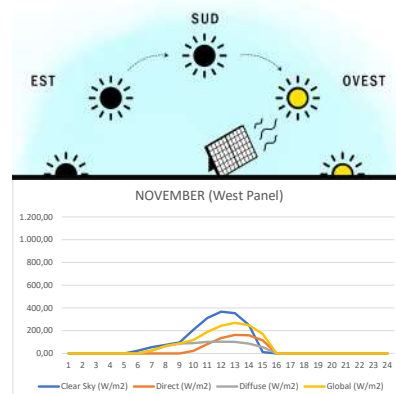 SUD
EST
OVEST
NOVEMBER (West Panel)
1.200,00
1.000,00
800,00
600,00
400,00
200,00
0,00
1 2 3 4 5 6 7 8 9 10 11 12 13 14 15 16 17 18 19 20 21 22 23 24
Clear Sky (W/m2) Direct (W/m2) Diffuse (W/m2) Global (W/m2)